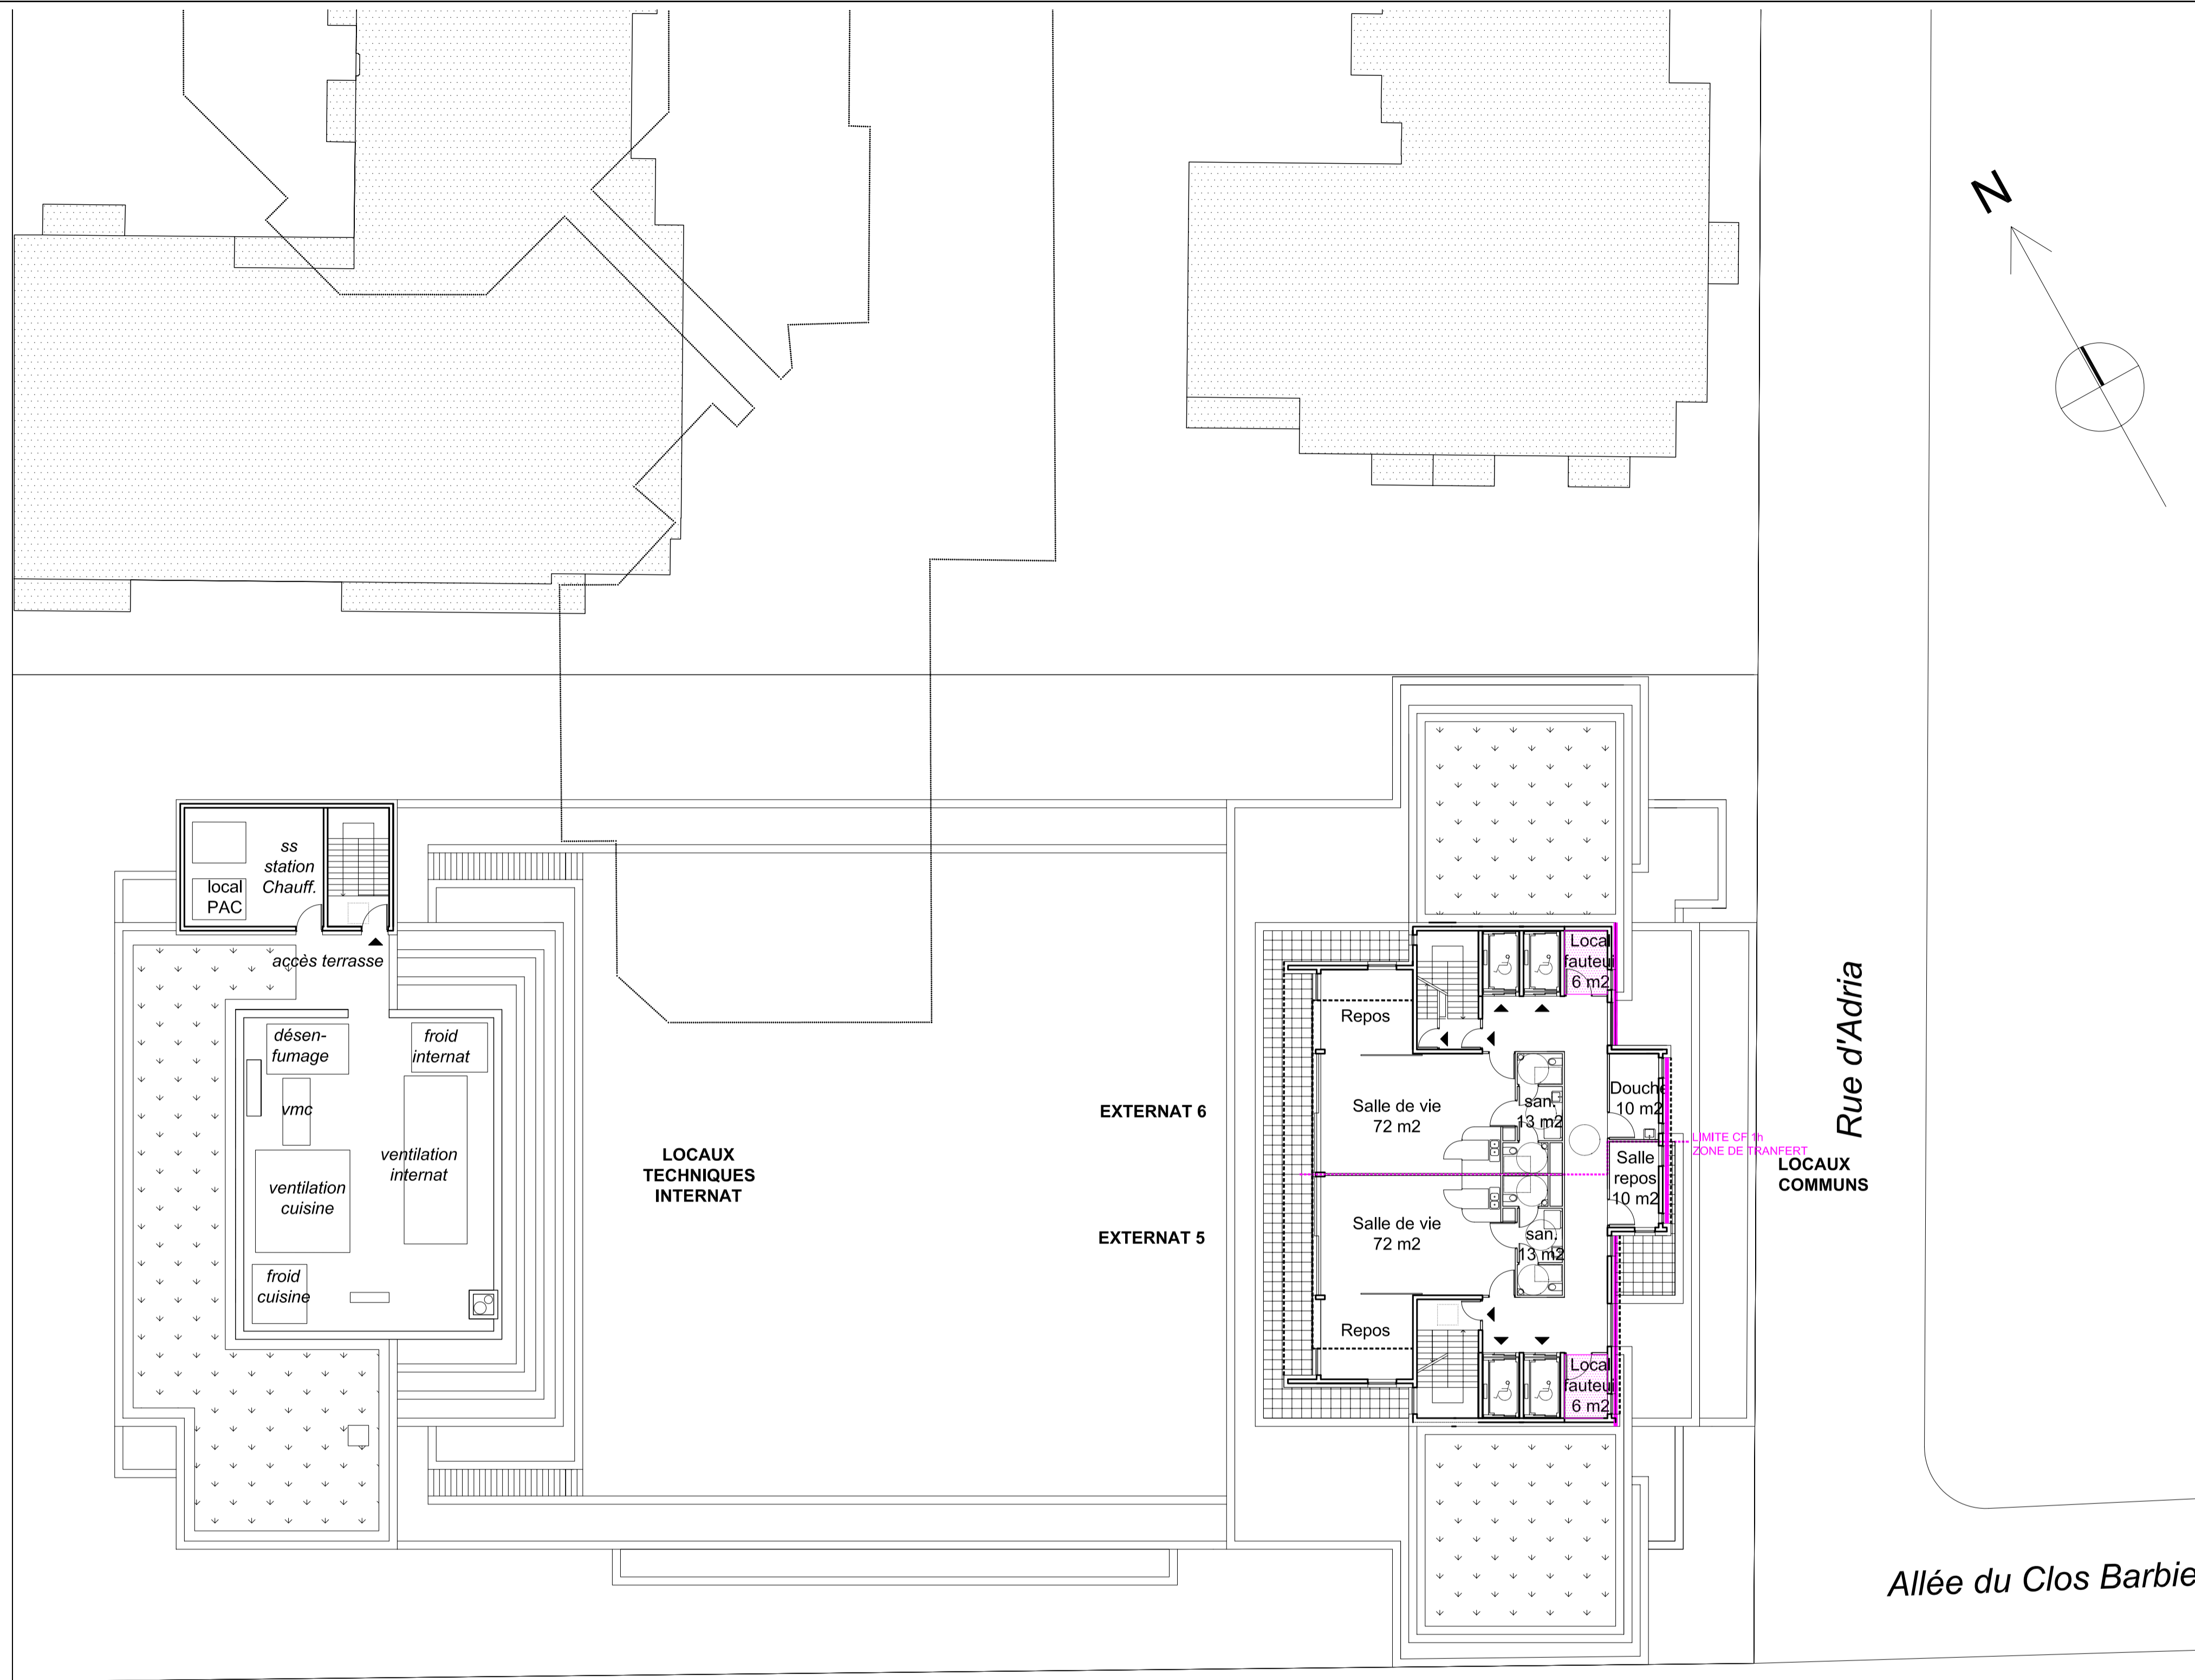 N
ss
station
Chauff.
local
PAC
accès terrasse
désen-
fumage
froid
internat
vmc
ventilation
internat
ventilation
cuisine
froid
cuisine
LOCAUX
TECHNIQUES
INTERNAT
EXTERNAT 6
EXTERNAT 5
Local
fauteui
6 m2
Repos
Salle de vie
72 m2
san.
13 m2
Douche
10 m2
LIMITE CF 1h
ZONE DE TRANFERT
Salle
repos
10 m2
LOCAUX
COMMUNS
Salle de vie
72 m2
san.
13 m2
Repos
Local
fauteui
6 m2
Rue d'Adria
Allée du Clos Barbie